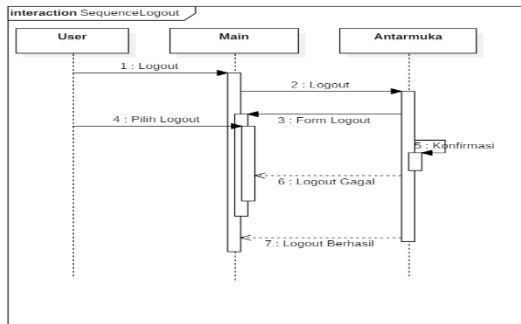 interaction SequenceLogout
User
Main
Antarmuka
1 : Logout
2 : Logout
3 : Form Logout
4 : Pilih Logout
5 : Konfirmasi
6 : Logout Gagal
7 : Logout Berhasil